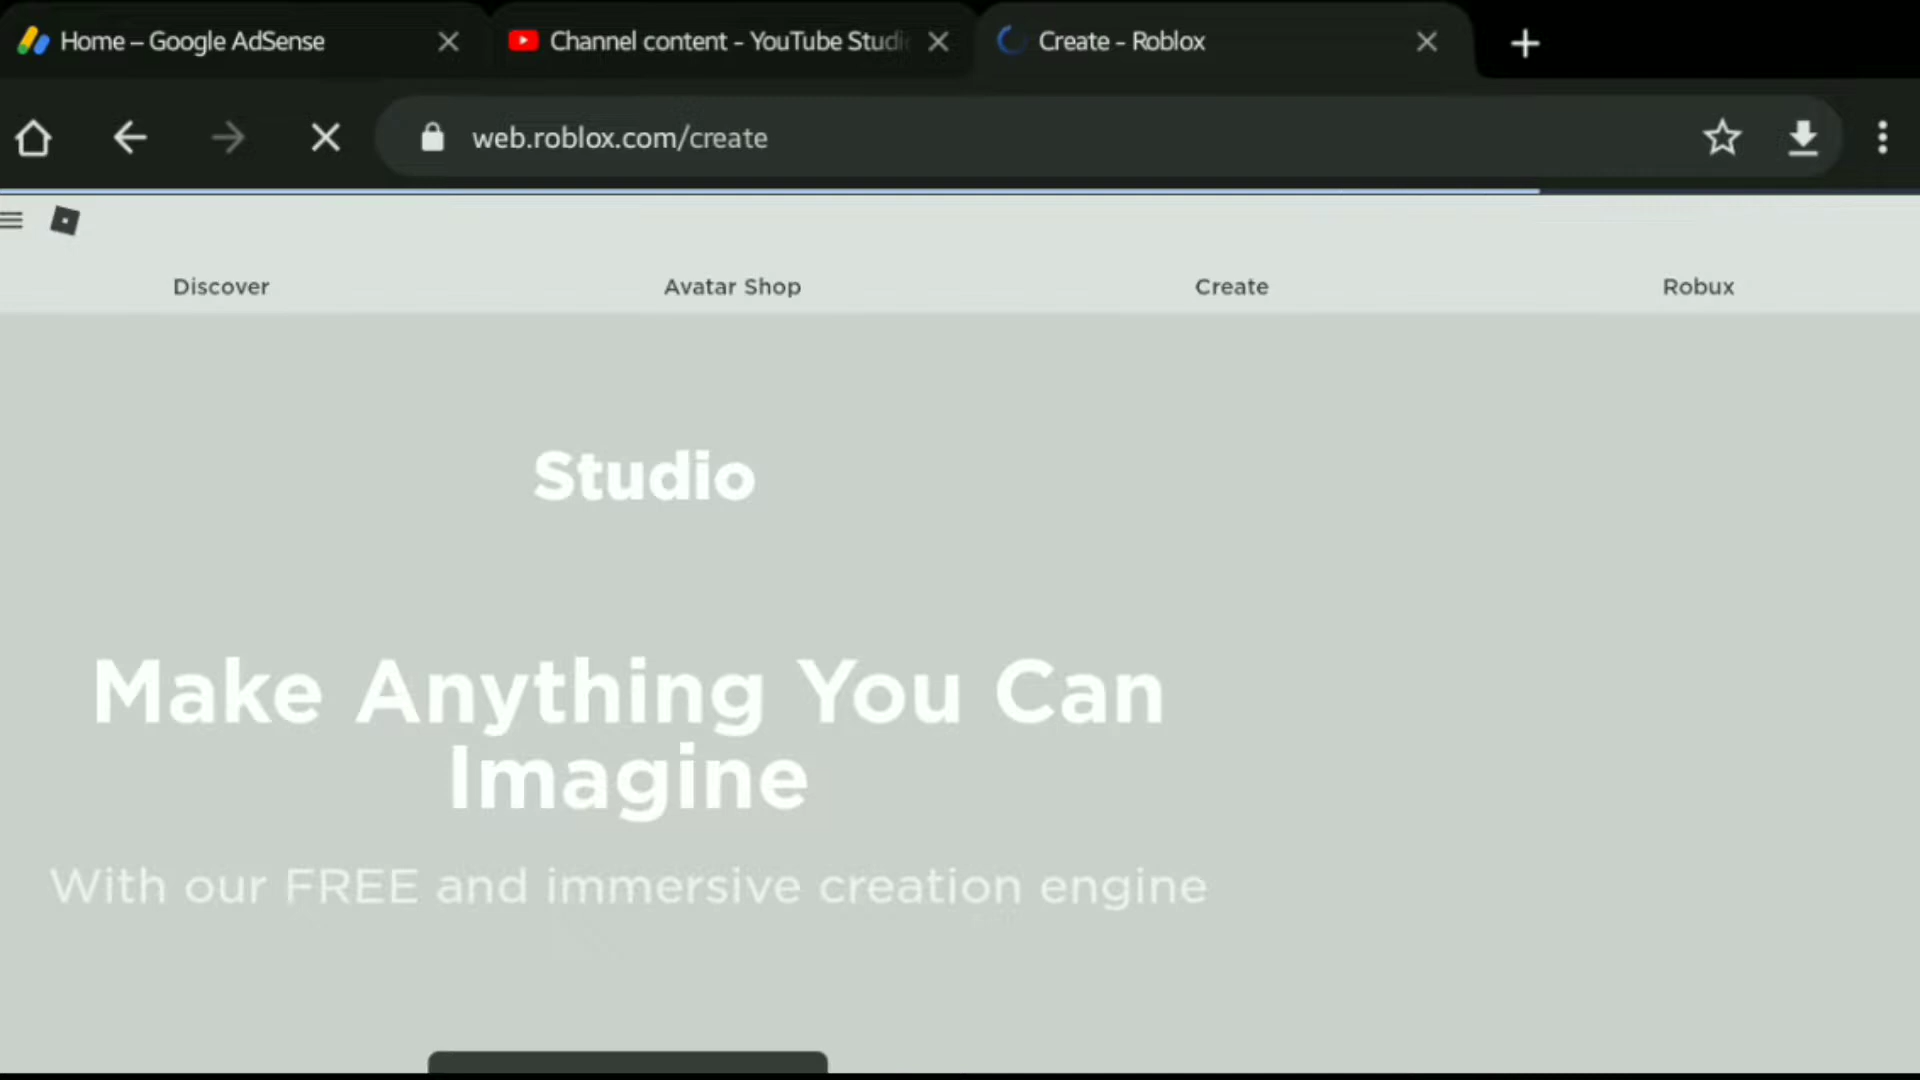 Home – Google AdSense
Channel content - YouTube Studi
Create - Roblox
web.roblox.com/create
Discover
Avatar Shop
Create
Robux
Studio
Make Anything You Can
Imagine
With our FREE and immersive creation engine